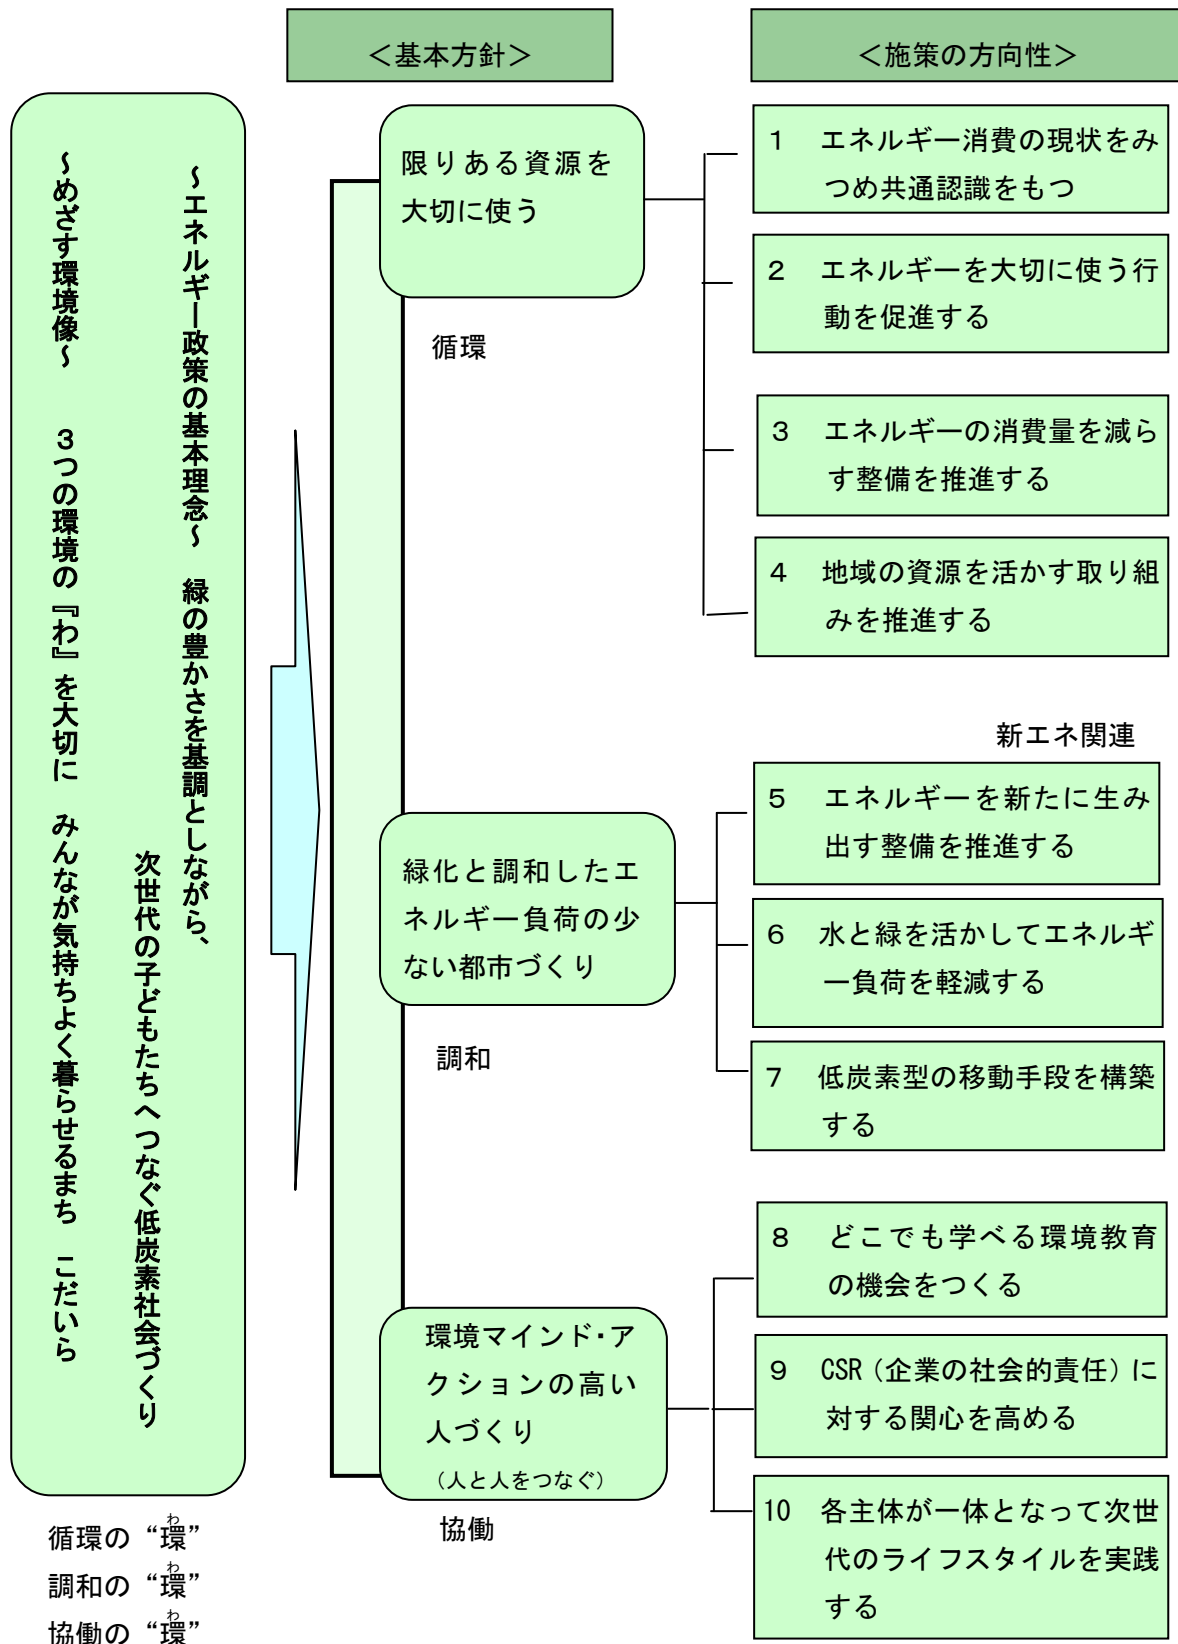 ＜基本方針＞
＜施策の方向性＞
～エネルギー政策の基本理念～　緑の豊かさを基調としながら、
次世代の子どもたちへつなぐ低炭素社会づくり
～めざす環境像～　３つの環境の『わ』を大切に　みんなが気持ちよく暮らせるまち　こだいら
循環の“環”
わ
調和の“環”
わ
協働の“環”
わ
限りある資源を
大切に使う
循環
１　エネルギー消費の現状をみ
つめ共通認識をもつ
２　エネルギーを大切に使う行
動を促進する
３　エネルギーの消費量を減ら
す整備を推進する
４　地域の資源を活かす取り組
みを推進する
緑化と調和したエ
ネルギー負荷の少
ない都市づくり
調和
新エネ関連
５　エネルギーを新たに生み
出す整備を推進する
６　水と緑を活かしてエネルギ
ー負荷を軽減する
７　低炭素型の移動手段を構築
する
環境マインド・ア
クションの高い
人づくり
（人と人をつなぐ）
協働
８　どこでも学べる環境教育
の機会をつくる
９　CSR（企業の社会的責任）に
対する関心を高める
10　各主体が一体となって次世
代のライフスタイルを実践
する